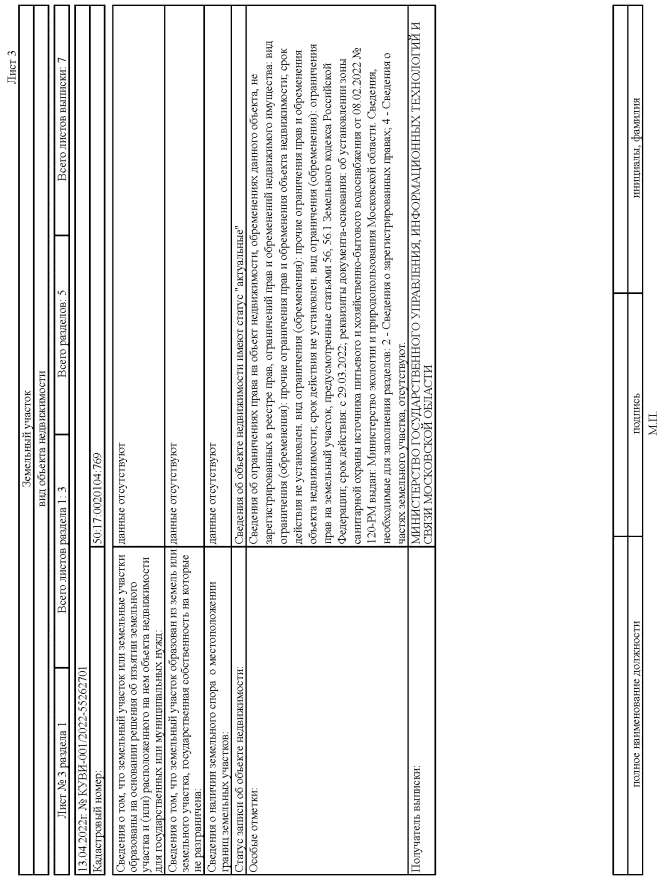 Лист 3
Земельный участок
вид объекта недвижимости
Лист № 3 раздела 1
Всего листов раздела 1: 3
Всего разделов: 5
Всего листов выписки: 7
13.04.2022г. № КУВИ-001/2022-55262701
Кадастровый номер:
50:17:0020104:769
Сведения о том, что земельный участок или земельные участки
образованы на основании решения об изъятии земельного
участка и (или) расположенного на нем объекта недвижимости
для государственных или муниципальных нужд:
данные отсутствуют
Сведения о том, что земельный участок образован из земель или
земельного участка, государственная собственность на которые
не разграничена:
данные отсутствуют
Сведения о наличии земельного спора о местоположении
границ земельных участков:
данные отсутствуют
Статус записи об объекте недвижимости:
Сведения об объекте недвижимости имеют статус "актуальные"
Особые отметки:
Сведения об ограничениях права на объект недвижимости, обременениях данного объекта, не
зарегистрированных в реестре прав, ограничений прав и обременений недвижимого имущества: вид
ограничения (обременения): прочие ограничения прав и обременения объекта недвижимости; срок
действия не установлен. вид ограничения (обременения): прочие ограничения прав и обременения
объекта недвижимости; срок действия не установлен. вид ограничения (обременения): ограничения
прав на земельный участок, предусмотренные статьями 56, 56.1 Земельного кодекса Российской
Федерации; срок действия: с 29.03.2022; реквизиты документа-основания: об установлении зоны
санитарной охраны источника питьевого и хозяйственно-бытового водоснабжения от 08.02.2022 №
120-РМ выдан: Министерство экологии и природопользования Московской области. Сведения,
необходимые для заполнения разделов: 2 - Сведения о зарегистрированных правах; 4 - Сведения о
частях земельного участка, отсутствуют.
Получатель выписки:
МИНИСТЕРСТВО ГОСУДАРСТВЕННОГО УПРАВЛЕНИЯ, ИНФОРМАЦИОННЫХ ТЕХНОЛОГИЙ И
СВЯЗИ МОСКОВСКОЙ ОБЛАСТИ
полное наименование должности
подпись
инициалы, фамилия
М.П.